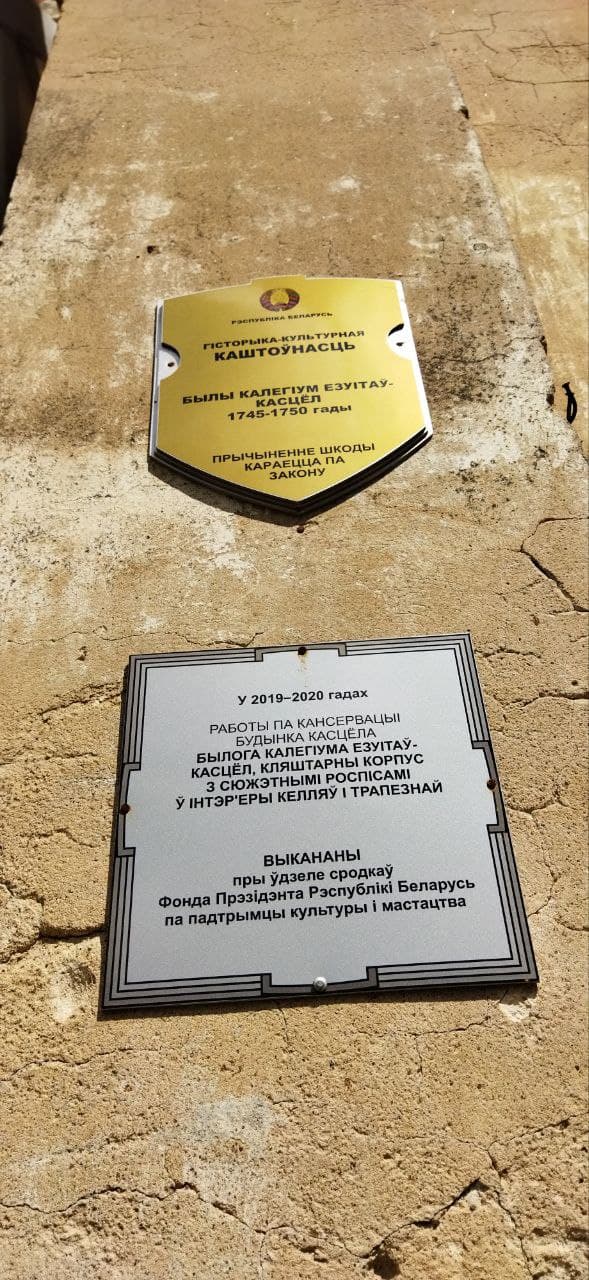 РЭСПУБЛІКА БЕЛАРУСЬ
ГІСТОРЫКА-КУЛЬТУРНАЯ
КАШТОЎНАСЦЬ
БЫЛЫ КАЛЕГІУМ ЕЗУІТАЎ-
КАСЦЁЛ
1745-1750 гады
ПРЫЧЫНЕННЕ ШКОДЫ
КАРАЕЦЦА ПА
ЗАКОНУ
У 2019–2020 гадах
РАБОТЫ ПА КАНСЕРВАЦЫІ
БУДЫНКА КАСЦЁЛА
БЫЛОГА КАЛЕГІУМА ЕЗУІТАЎ-
КАСЦЁЛ, КЛЯШТАРНЫ КОРПУС
З СЮЖЭТНЫМІ РОСПІСАМІ
Ў ІНТЭР'ЕРЫ КЕЛЛЯЎ І ТРАПЕЗНАЙ
ВЫКАНАНЫ
пры ўдзеле сродкаў
Фонда Прэзідэнта Рэспублікі Беларусь
па падтрымцы культуры і мастацтва